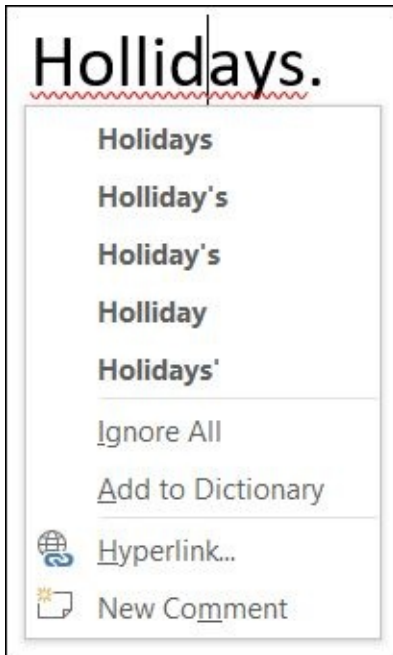 Hollidays.
Holidays
Holliday's
Holiday's
Holliday
Holidays'
Ignore All
Add to Dictionary
Hyperlink...
New Comment